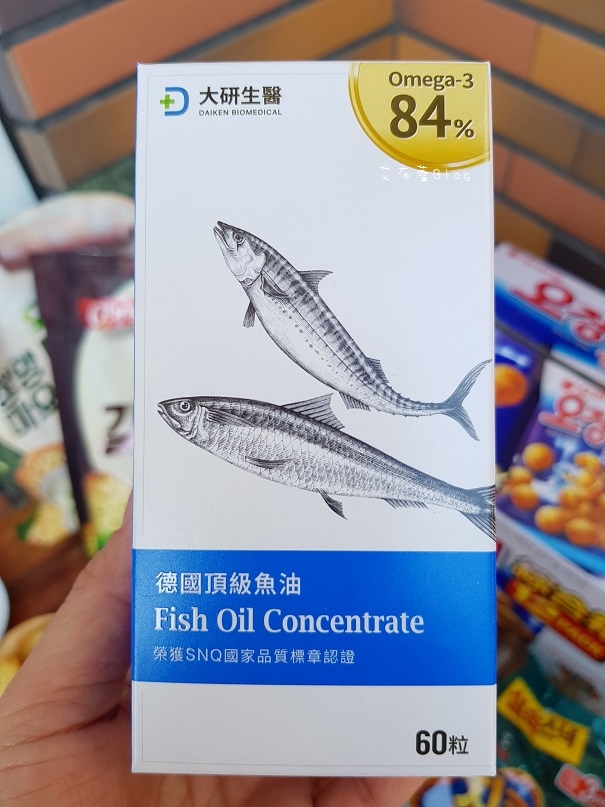 大研生醫
DAIKEN BIOMEDICAL
Omega-3
84%
德國頂級魚油
Fish Oil Concentrate
榮獲SNQ國家品質標章認證
60粒